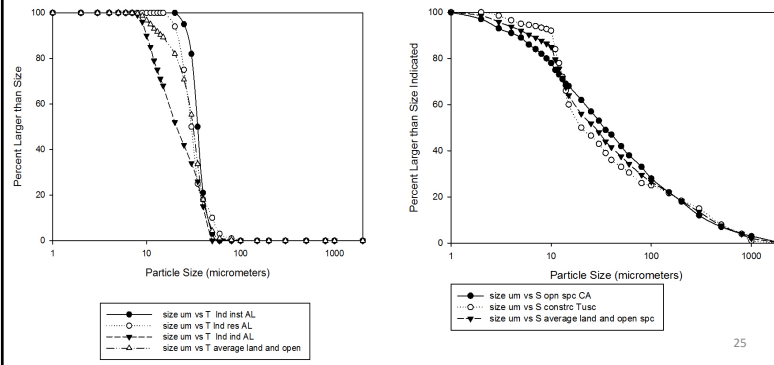 100
80
60
40
20
0
Percent Larger than Size
1
10
100
1000
Particle Size (micrometers)
size um vs T Ind inst AL
size um vs T Ind res AL
size um vs T Ind ind AL
size um vs T average land and open
100
80
60
40
20
0
Percent Larger than Size Indicated
1
10
100
1000
Particle Size (micrometers)
size um vs S opn spc CA
size um vs S constrc Tusc
size um vs S average land and open spc
25